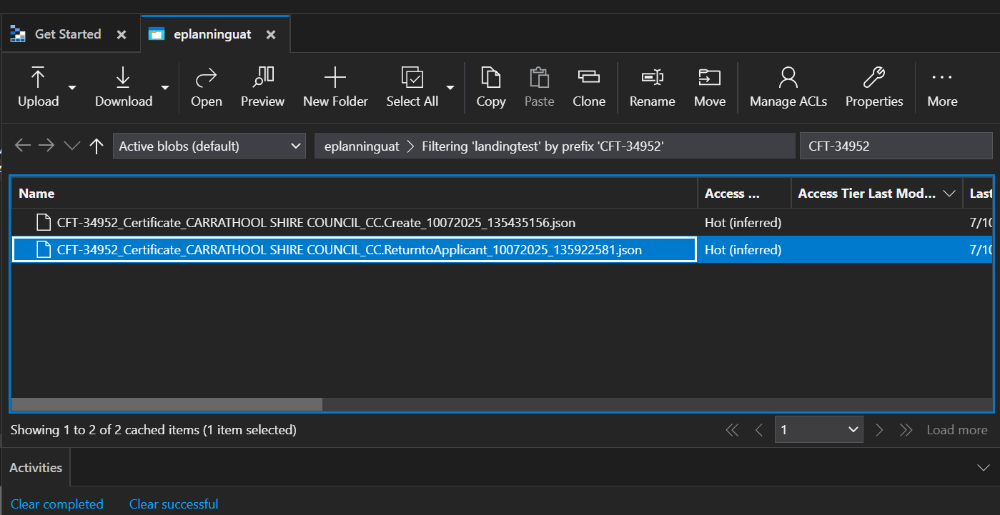 Get Started
eplanninguat
Upload
Download
Open
Preview
New Folder
Select All
Copy
Paste
Clone
Rename
Move
Manage ACLs
Properties
More
Active blobs (default)
eplanninguat > Filtering 'landingtest' by prefix 'CFT-34952'
CFT-34952
Name
Access ...
Access Tier Last Mod...
Last
CFT-34952_Certificate_CARRATHOOL SHIRE COUNCIL_CC.Create_10072025_135435156.json
Hot (inferred)
7/10
CFT-34952_Certificate_CARRATHOOL SHIRE COUNCIL_CC.ReturntoApplicant_10072025_135922581.json
Hot (inferred)
7/10
Showing 1 to 2 of 2 cached items (1 item selected)
1
Load more
Activities
Clear completed
Clear successful